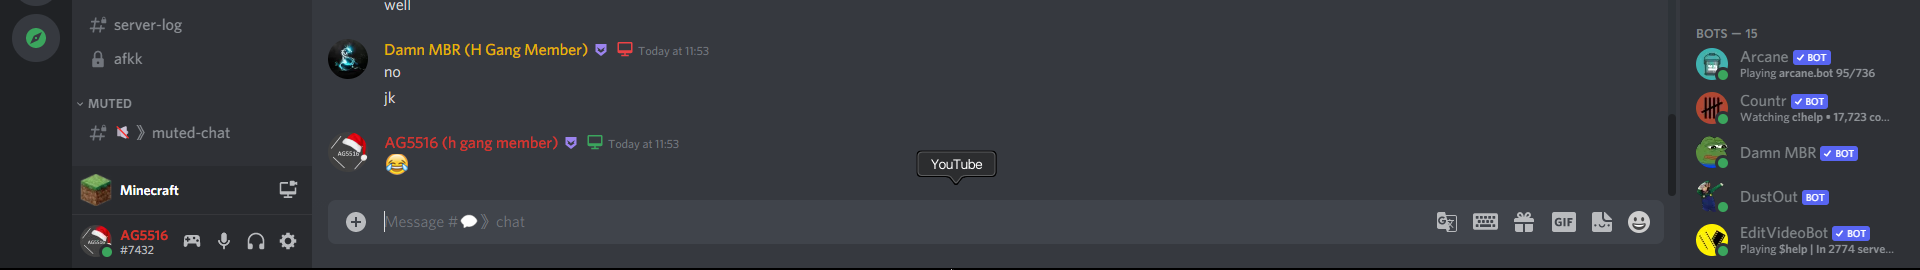 server-log
afkk
MUTED
》muted-chat
Minecraft
AG5516
#7432
well
Damn MBR (H Gang Member) Today at 11:53
no
jk
AG5516 (h gang member) Today at 11:53
😂
YouTube
Message #💬》chat
GIF
BOTS — 15
Arcane ✓ BOT
Playing arcane.bot 95/736
Countr ✓ BOT
Watching c!help • 17,723 co...
Damn MBR ✓ BOT
DustOut BOT
EditVideoBot ✓ BOT
Playing $help | In 2774 serve...